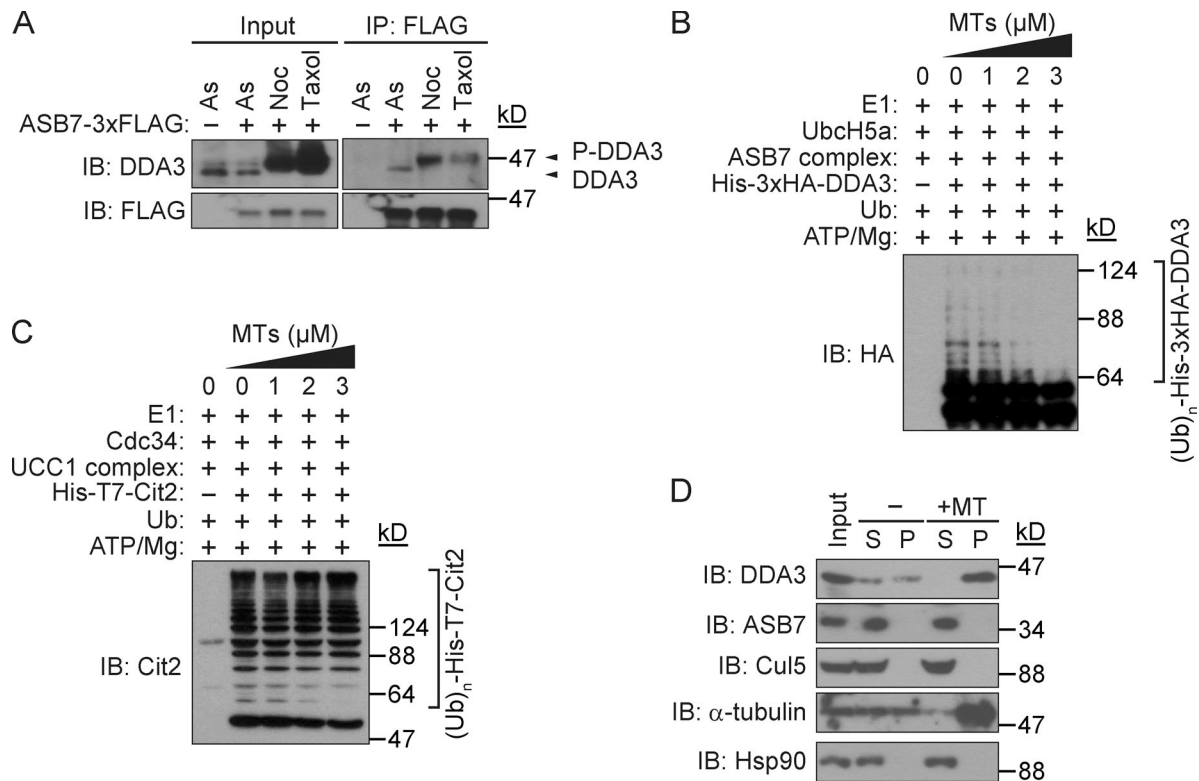 A
Input
IP: FLAG
As
As
Noc
Taxol
As
As
Noc
Taxol
ASB7-3xFLAG: − + + + − + + + kD
IB: DDA3
47
P-DDA3
DDA3
IB: FLAG
47
B
MTs (μM)
0 0 1 2 3
E1: + + + + +
UbcH5a: + + + + +
ASB7 complex: + + + + +
His-3xHA-DDA3: − + + + +
Ub: + + + + +
ATP/Mg: + + + + +
kD
124
88
IB: HA
64
(Ub)n-His-3xHA-DDA3
C
MTs (μM)
0 0 1 2 3
E1: + + + + +
Cdc34: + + + + +
UCC1 complex: + + + + +
His-T7-Cit2: − + + + +
Ub: + + + + +
ATP/Mg: + + + + +
kD
124
88
IB: Cit2
64
47
(Ub)n-His-T7-Cit2
D
Input
− +MT
S P S P kD
IB: DDA3
47
IB: ASB7
34
IB: Cul5
88
IB: α-tubulin
47
IB: Hsp90
88